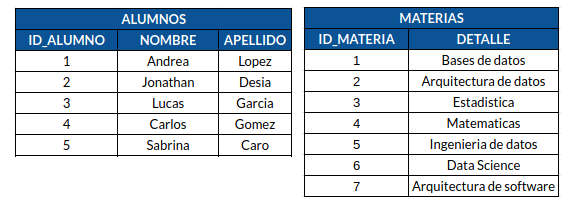 ALUMNOS
ID_ALUMNO NOMBRE APELLIDO
1 Andrea Lopez
2 Jonathan Desia
3 Lucas Garcia
4 Carlos Gomez
5 Sabrina Caro
MATERIAS
ID_MATERIA DETALLE
1 Bases de datos
2 Arquitectura de datos
3 Estadistica
4 Matematicas
5 Ingenieria de datos
6 Data Science
7 Arquitectura de software